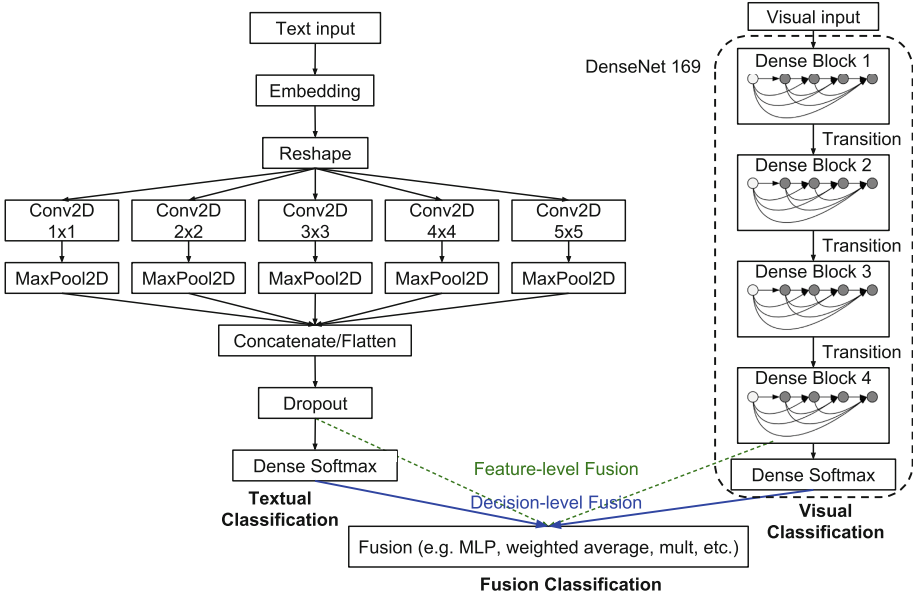 Text input
Embedding
Reshape
Conv2D
1x1
Conv2D
2x2
Conv2D
3x3
Conv2D
4x4
Conv2D
5x5
MaxPool2D
MaxPool2D
MaxPool2D
MaxPool2D
MaxPool2D
Concatenate/Flatten
Dropout
Dense Softmax
Textual
Classification
Visual input
DenseNet 169
Dense Block 1
Transition
Dense Block 2
Transition
Dense Block 3
Transition
Dense Block 4
Dense Softmax
Visual
Classification
Feature-level Fusion
Decision-level Fusion
Fusion (e.g. MLP, weighted average, mult, etc.)
Fusion Classification